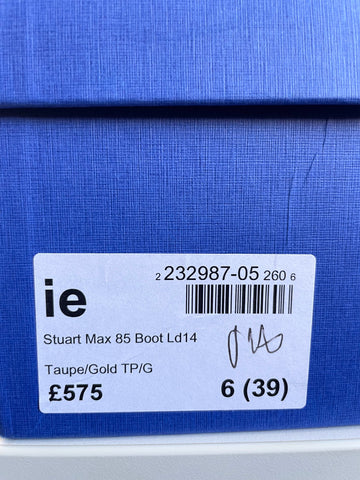 2 232987-05 260 6
ie
Stuart Max 85 Boot Ld14
Taupe/Gold TP/G
£575 6 (39)